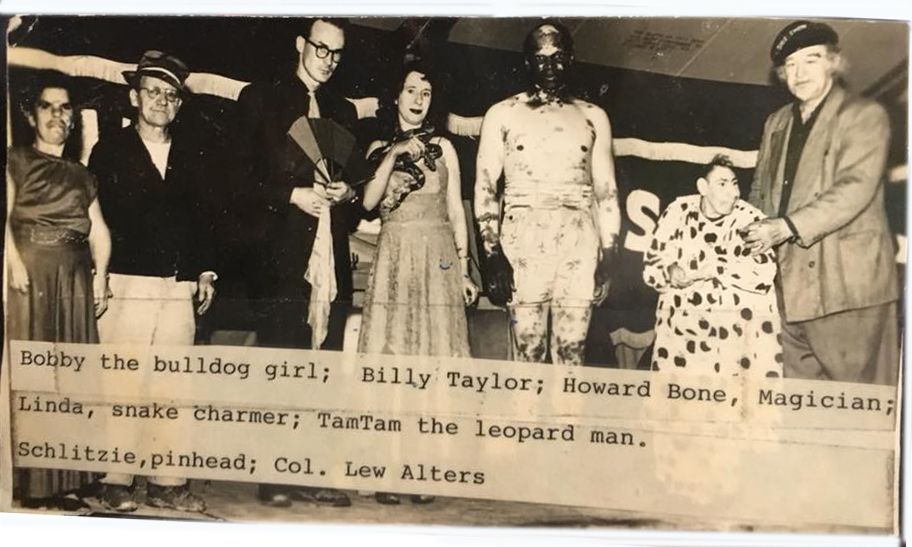 S
Bobby the bulldog girl; Billy Taylor; Howard Bone, Magician;
Linda, snake charmer; TamTam the leopard man.
Schlitzie,pinhead; Col. Lew Alters